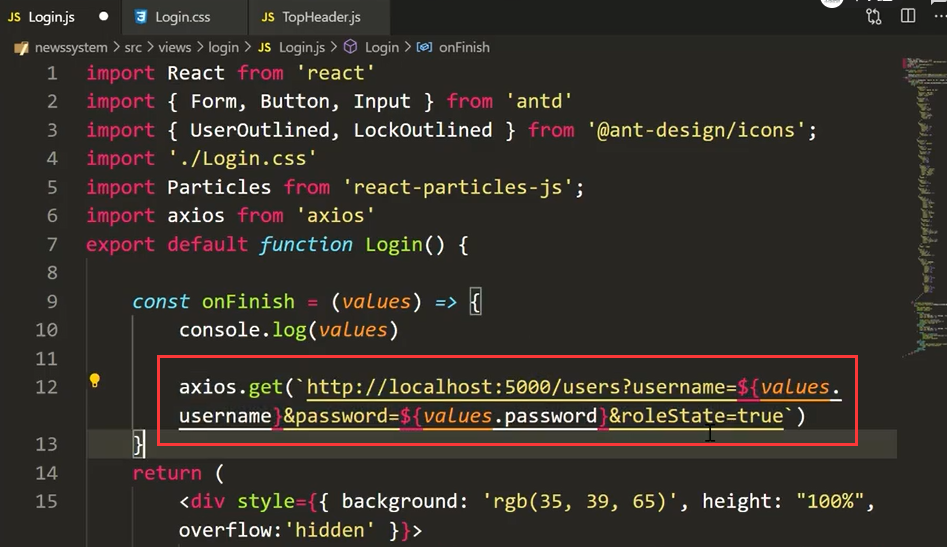 JS Login.js ● Login.css JS TopHeader.js
newssystem > src > views > login > JS Login.js > Login > onFinish
1 import React from 'react'
2 import { Form, Button, Input } from 'antd'
3 import { UserOutlined, LockOutlined } from '@ant-design/icons';
4 import './Login.css'
5 import Particles from 'react-particles-js';
6 import axios from 'axios'
7 export default function Login() {
8
9 const onFinish = (values) => {
10 console.log(values)
11
12 axios.get(`http://localhost:5000/users?username=${values.
username}&password=${values.password}&roleState=true`)
13 }
14 return (
15 <div style={{ background: 'rgb(35, 39, 65)', height: "100%",
overflow:'hidden' }}>